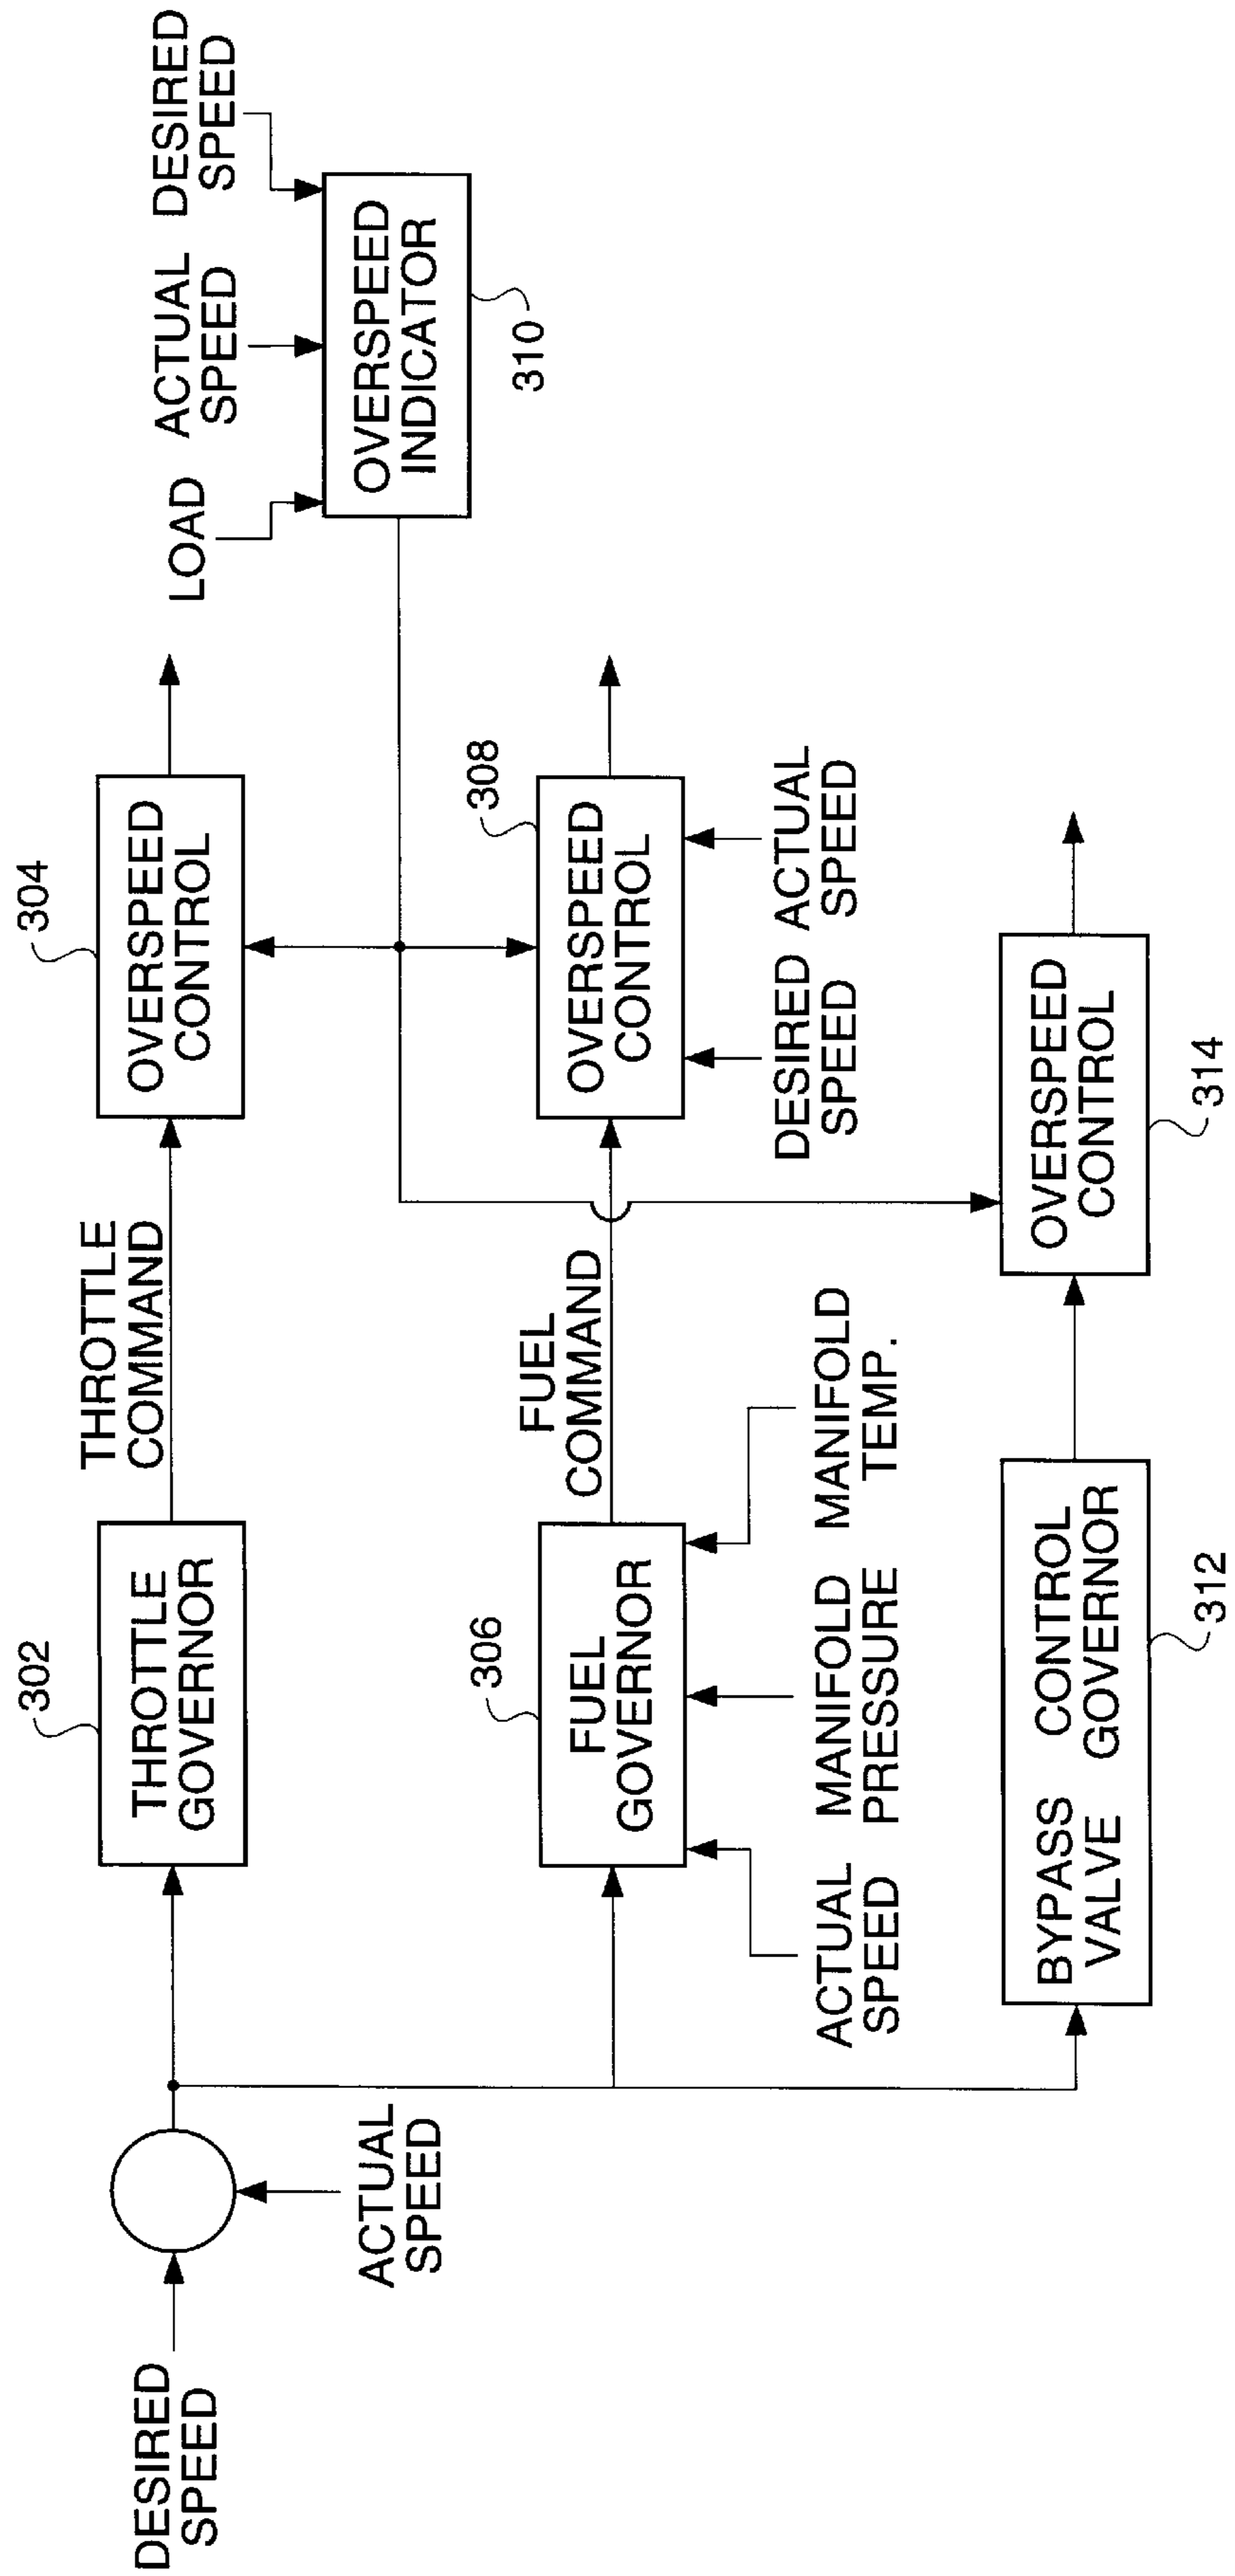 DESIRED
SPEED
ACTUAL
SPEED
302
THROTTLE
GOVERNOR
THROTTLE
COMMAND
304
OVERSPEED
CONTROL
306
FUEL
GOVERNOR
ACTUAL
SPEED
MANIFOLD
PRESSURE
MANIFOLD
TEMP.
FUEL
COMMAND
308
OVERSPEED
CONTROL
DESIRED
SPEED
ACTUAL
SPEED
LOAD
ACTUAL
SPEED
DESIRED
SPEED
OVERSPEED
INDICATOR
310
BYPASS CONTROL
VALVE GOVERNOR
312
OVERSPEED
CONTROL
314